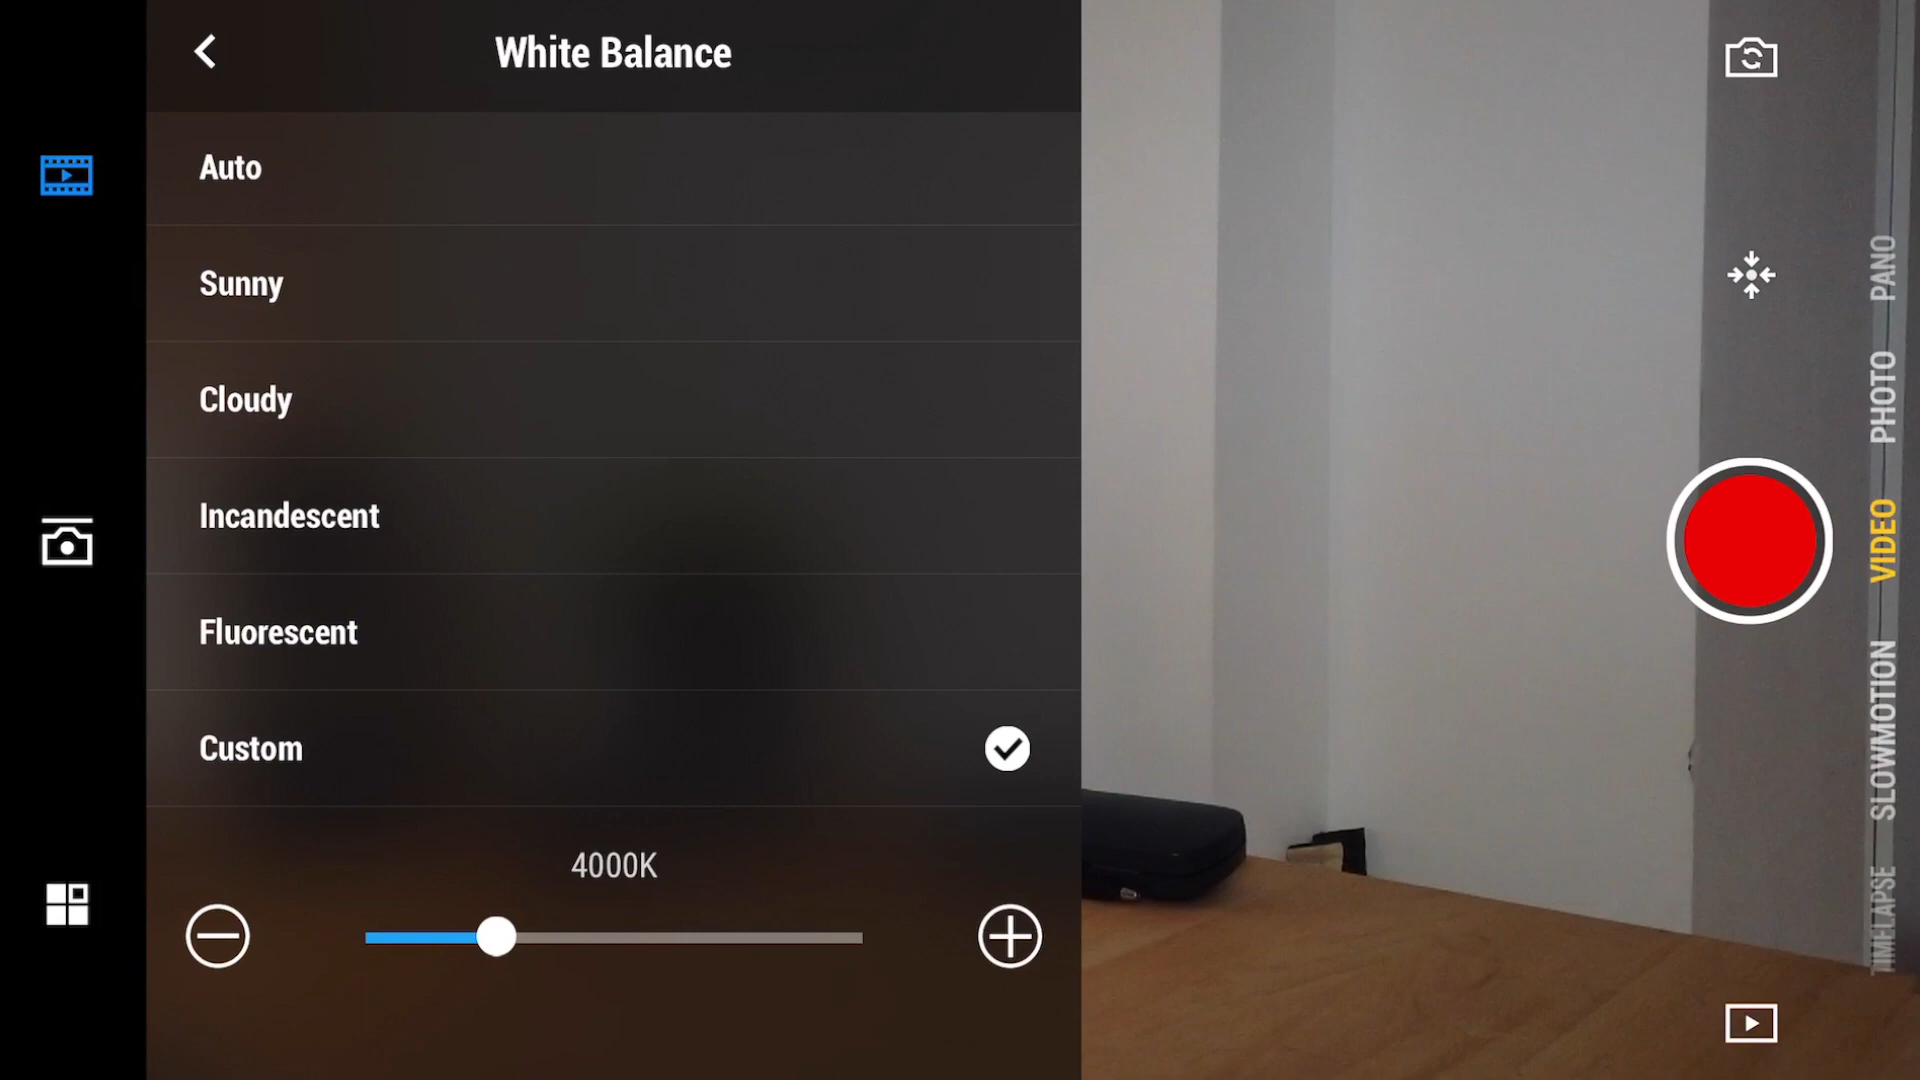 White Balance
Auto
Sunny
Cloudy
Incandescent
Fluorescent
Custom
4000K
PANO
PHOTO
VIDEO
SLOWMOTION
TIMELAPSE